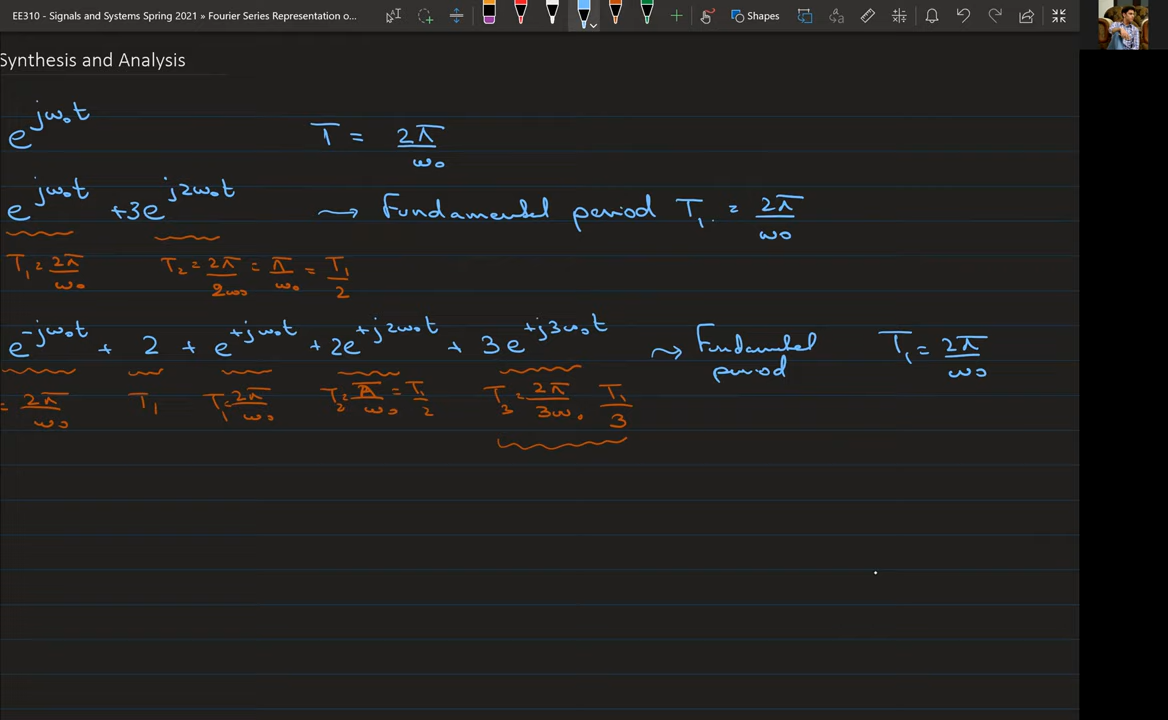 EE310 - Signals and Systems Spring 2021 » Fourier Series Representation o...
Shapes
Synthesis and Analysis
e^{jω₀t} T = 2π/ω₀
e^{jω₀t} + 3e^{j2ω₀t} → Fundamental period T₁ = 2π/ω₀
T₁ = 2π/ω₀ T₂ = 2π/2ω₀ = π/ω₀ = T₁/2
e^{-jω₀t} + 2 + e^{+jω₀t} + 2e^{+j2ω₀t} + 3e^{+j3ω₀t} → Fundamental period T₁ = 2π/ω₀
= 2π/ω₀ T₁ T₁ = 2π/ω₀ T₂ = π/ω₀ = T₁/2 T₃ = 2π/3ω₀ T₁/3